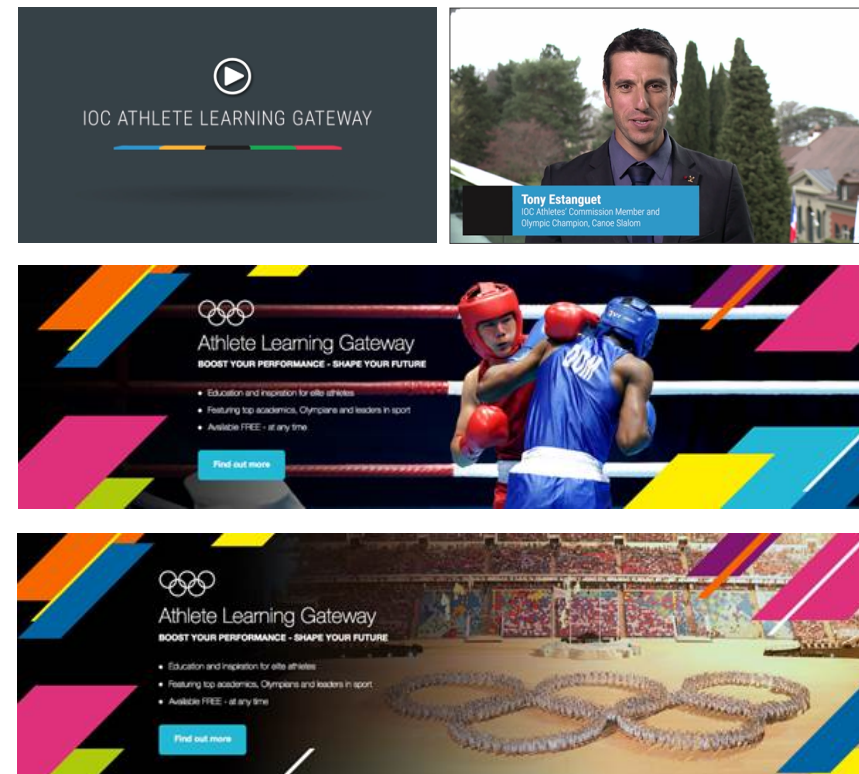 IOC ATHLETE LEARNING GATEWAY
Tony Estanguet
IOC Athletes' Commission Member and
Olympic Champion, Canoe Slalom
Athlete Learning Gateway
BOOST YOUR PERFORMANCE - SHAPE YOUR FUTURE
• Education and inspiration for elite athletes
• Featuring top academics, Olympians and leaders in sport
• Available FREE - at any time
Find out more
DOM
Athlete Learning Gateway
BOOST YOUR PERFORMANCE - SHAPE YOUR FUTURE
• Education and inspiration for elite athletes
• Featuring top academics, Olympians and leaders in sport
• Available FREE - at any time
Find out more